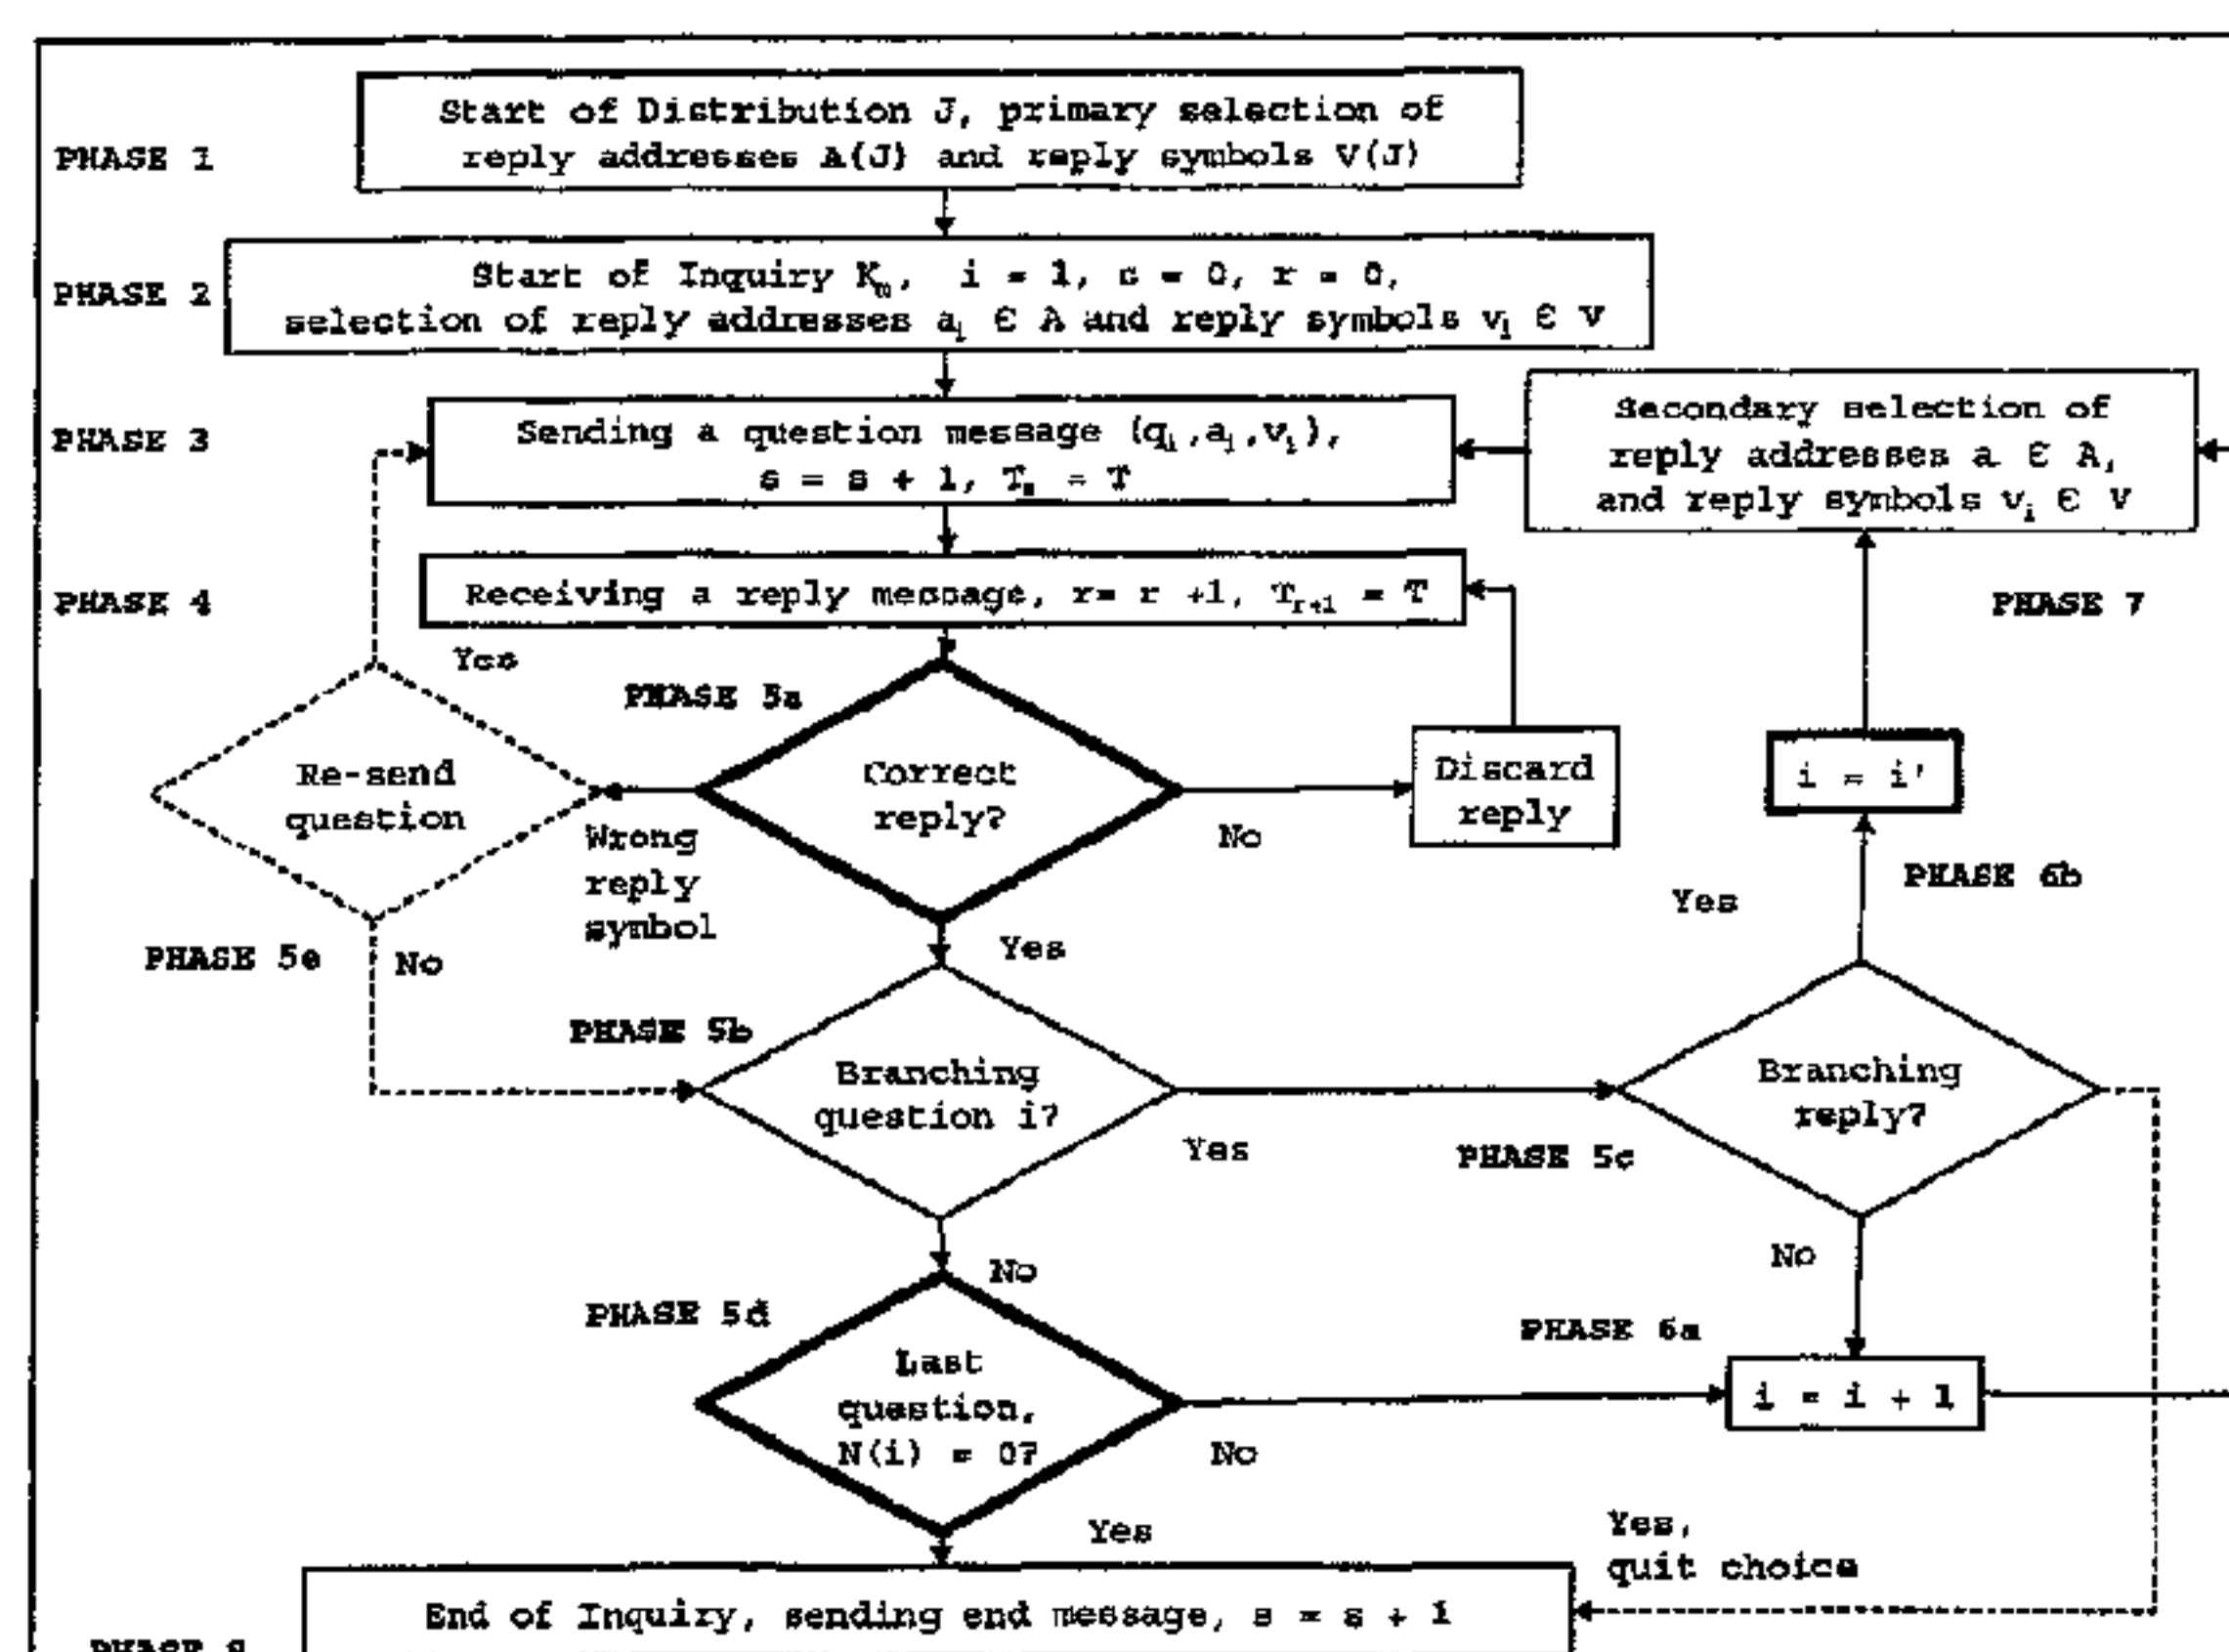 Start of Distribution J, primary selection of
reply addresses A(J) and reply symbols V(J)
PHASE 1
Start of Inquiry Kₙ, i = 1, s = 0, r = 0,
selection of reply addresses aᵢ ∈ A and reply symbols vᵢ ∈ V
PHASE 2
Sending a question message (qᵢ,aᵢ,vᵢ),
s = s + 1, Tₛ = T
PHASE 3
Secondary selection of
reply addresses a ∈ A,
and reply symbols vᵢ ∈ V
Receiving a reply message, r= r +1, Tᵣ₊₁ = T
PHASE 4
PHASE 7
Yes
PHASE 5a
Re-send
question
Correct
reply?
Discard
reply
i = i'
Wrong
reply
symbol
No
PHASE 6b
Yes
PHASE 5e
No
Yes
PHASE 5b
Branching
question i?
Yes
PHASE 5c
Branching
reply?
No
No
PHASE 5d
Last
question,
N(i) = 0?
No
PHASE 6a
i = i + 1
Yes
Yes,
quit choice
End of Inquiry, sending end message, s = s + 1